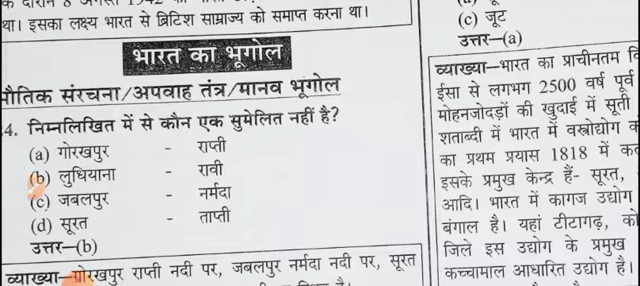 था। इसका लक्ष्य भारत से ब्रिटिश साम्राज्य को समाप्त करना था।
भारत का भूगोल
भौतिक संरचना/अपवाह तंत्र/मानव भूगोल
4. निम्नलिखित में से कौन एक सुमेलित नहीं है?
(a) गोरखपुर - राप्ती
(b) लुधियाना - रावी
(c) जबलपुर - नर्मदा
(d) सूरत - ताप्ती
उत्तर—(b)
व्याख्या—गोरखपुर राप्ती नदी पर, जबलपुर नर्मदा नदी पर, सूरत
(c) जूट
उत्तर—(a)
व्याख्या—भारत का प्राचीनतम
ईसा से लगभग 2500 वर्ष पूर्व
मोहनजोदड़ों की खुदाई में सूती
शताब्दी में भारत में वस्त्रोद्योग
का प्रथम प्रयास 1818 में
इसके प्रमुख केन्द्र हैं- सूरत,
आदि। भारत में कागज उद्योग
बंगाल है। यहां टीटागढ़,
जिले इस उद्योग के प्रमुख
कच्चामाल आधारित उद्योग है।